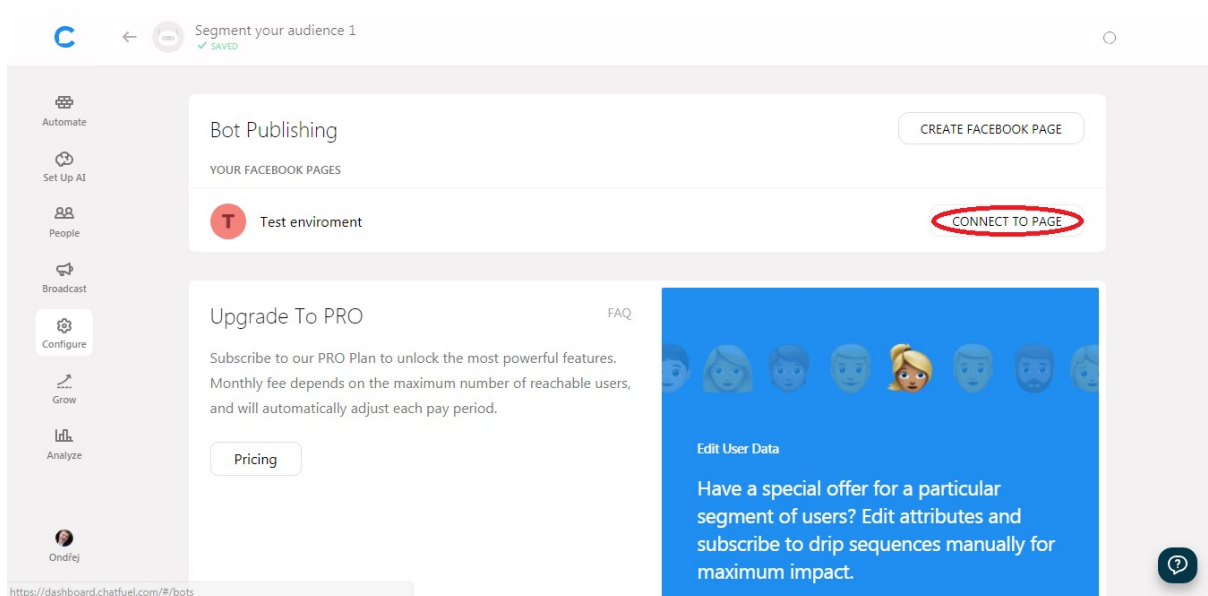 C
Segment your audience 1
SAVED
Automate
Set Up AI
People
Broadcast
Configure
Grow
Analyze
Ondřej
Bot Publishing
CREATE FACEBOOK PAGE
YOUR FACEBOOK PAGES
T
Test enviroment
CONNECT TO PAGE
Upgrade To PRO
FAQ
Subscribe to our PRO Plan to unlock the most powerful features.
Monthly fee depends on the maximum number of reachable users,
and will automatically adjust each pay period.
Pricing
Edit User Data
Have a special offer for a particular
segment of users? Edit attributes and
subscribe to drip sequences manually for
maximum impact.
?
https://dashboard.chatfuel.com/#/bots